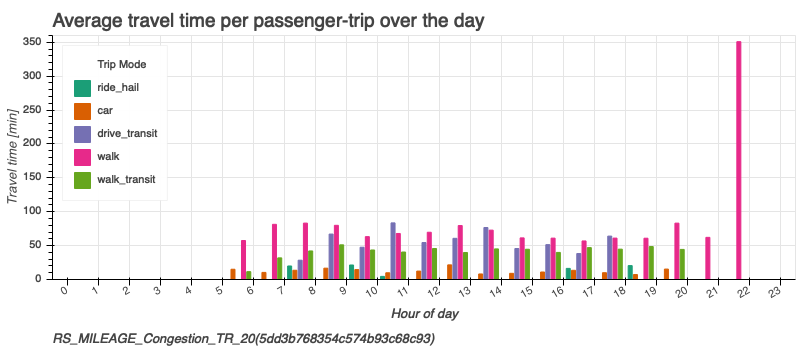 Average travel time per passenger-trip over the day
Travel time [min]
350
300
250
200
150
100
50
0
Trip Mode
ride_hail
car
drive_transit
walk
walk_transit
0 1 2 3 4 5 6 7 8 9 10 11 12 13 14 15 16 17 18 19 20 21 22 23
Hour of day
RS_MILEAGE_Congestion_TR_20(5dd3b768354c574b93c68c93)